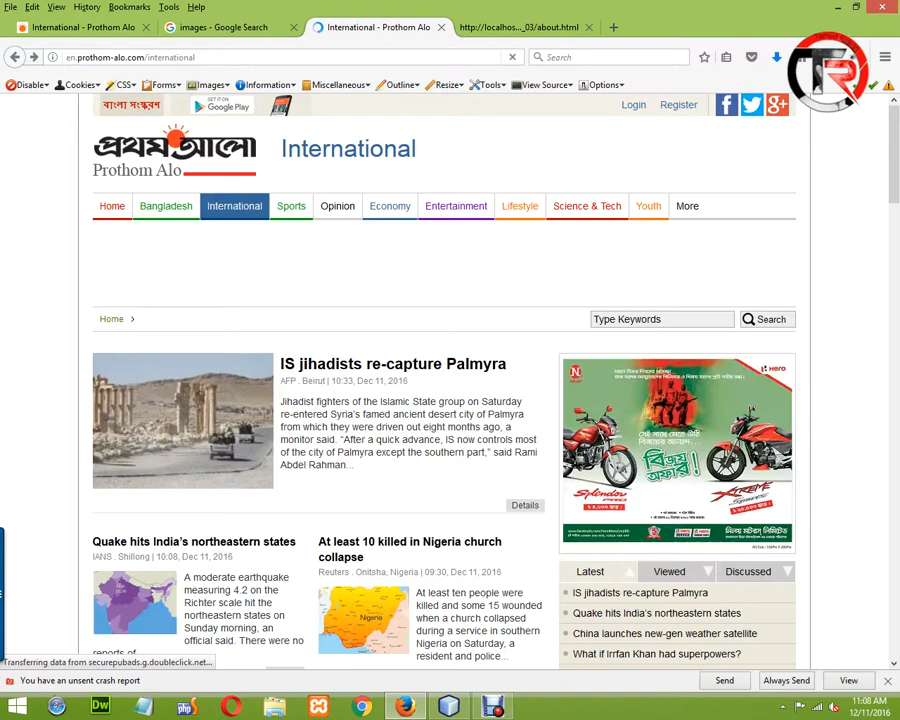 File Edit View History Bookmarks Tools Help
International - Prothom Alo
images - Google Search
International - Prothom Alo
http://localhos..._03/about.html
en.prothom-alo.com/international
Search
Disable Cookies CSS Forms Images Information Miscellaneous Outline Resize Tools View Source Options
বাংলা সংস্করণ
GET IT ON
Google Play
Login Register
প্রথম আলো
Prothom Alo
International
Home Bangladesh International Sports Opinion Economy Entertainment Lifestyle Science & Tech Youth More
Home
Type Keywords
Search
IS jihadists re-capture Palmyra
AFP . Beirut | 10:33, Dec 11, 2016
Jihadist fighters of the Islamic State group on Saturday
re-entered Syria's famed ancient desert city of Palmyra
from which they were driven out eight months ago, a
monitor said. "After a quick advance, IS now controls most
of the city of Palmyra except the southern part," said Rami
Abdel Rahman...
Details
HERO
বিজয়
অফার!
Splendor
PRO
XTREME
Quake hits India's northeastern states
IANS . Shillong | 10:08, Dec 11, 2016
A moderate earthquake
measuring 4.2 on the
Richter scale hit the
northeastern states on
Sunday morning, an
official said. There were no
reports of
At least 10 killed in Nigeria church
collapse
Reuters . Onitsha, Nigeria | 09:30, Dec 11, 2016
Nigeria
At least ten people were
killed and some 15 wounded
when a church collapsed
during a service in southern
Nigeria on Saturday, a
resident and police...
Latest Viewed Discussed
IS jihadists re-capture Palmyra
Quake hits India's northeastern states
China launches new-gen weather satellite
What if Irrfan Khan had superpowers?
Transferring data from securepubads.g.doubleclick.net...
You have an unsent crash report
Send Always Send View
11:08 AM
12/11/2016